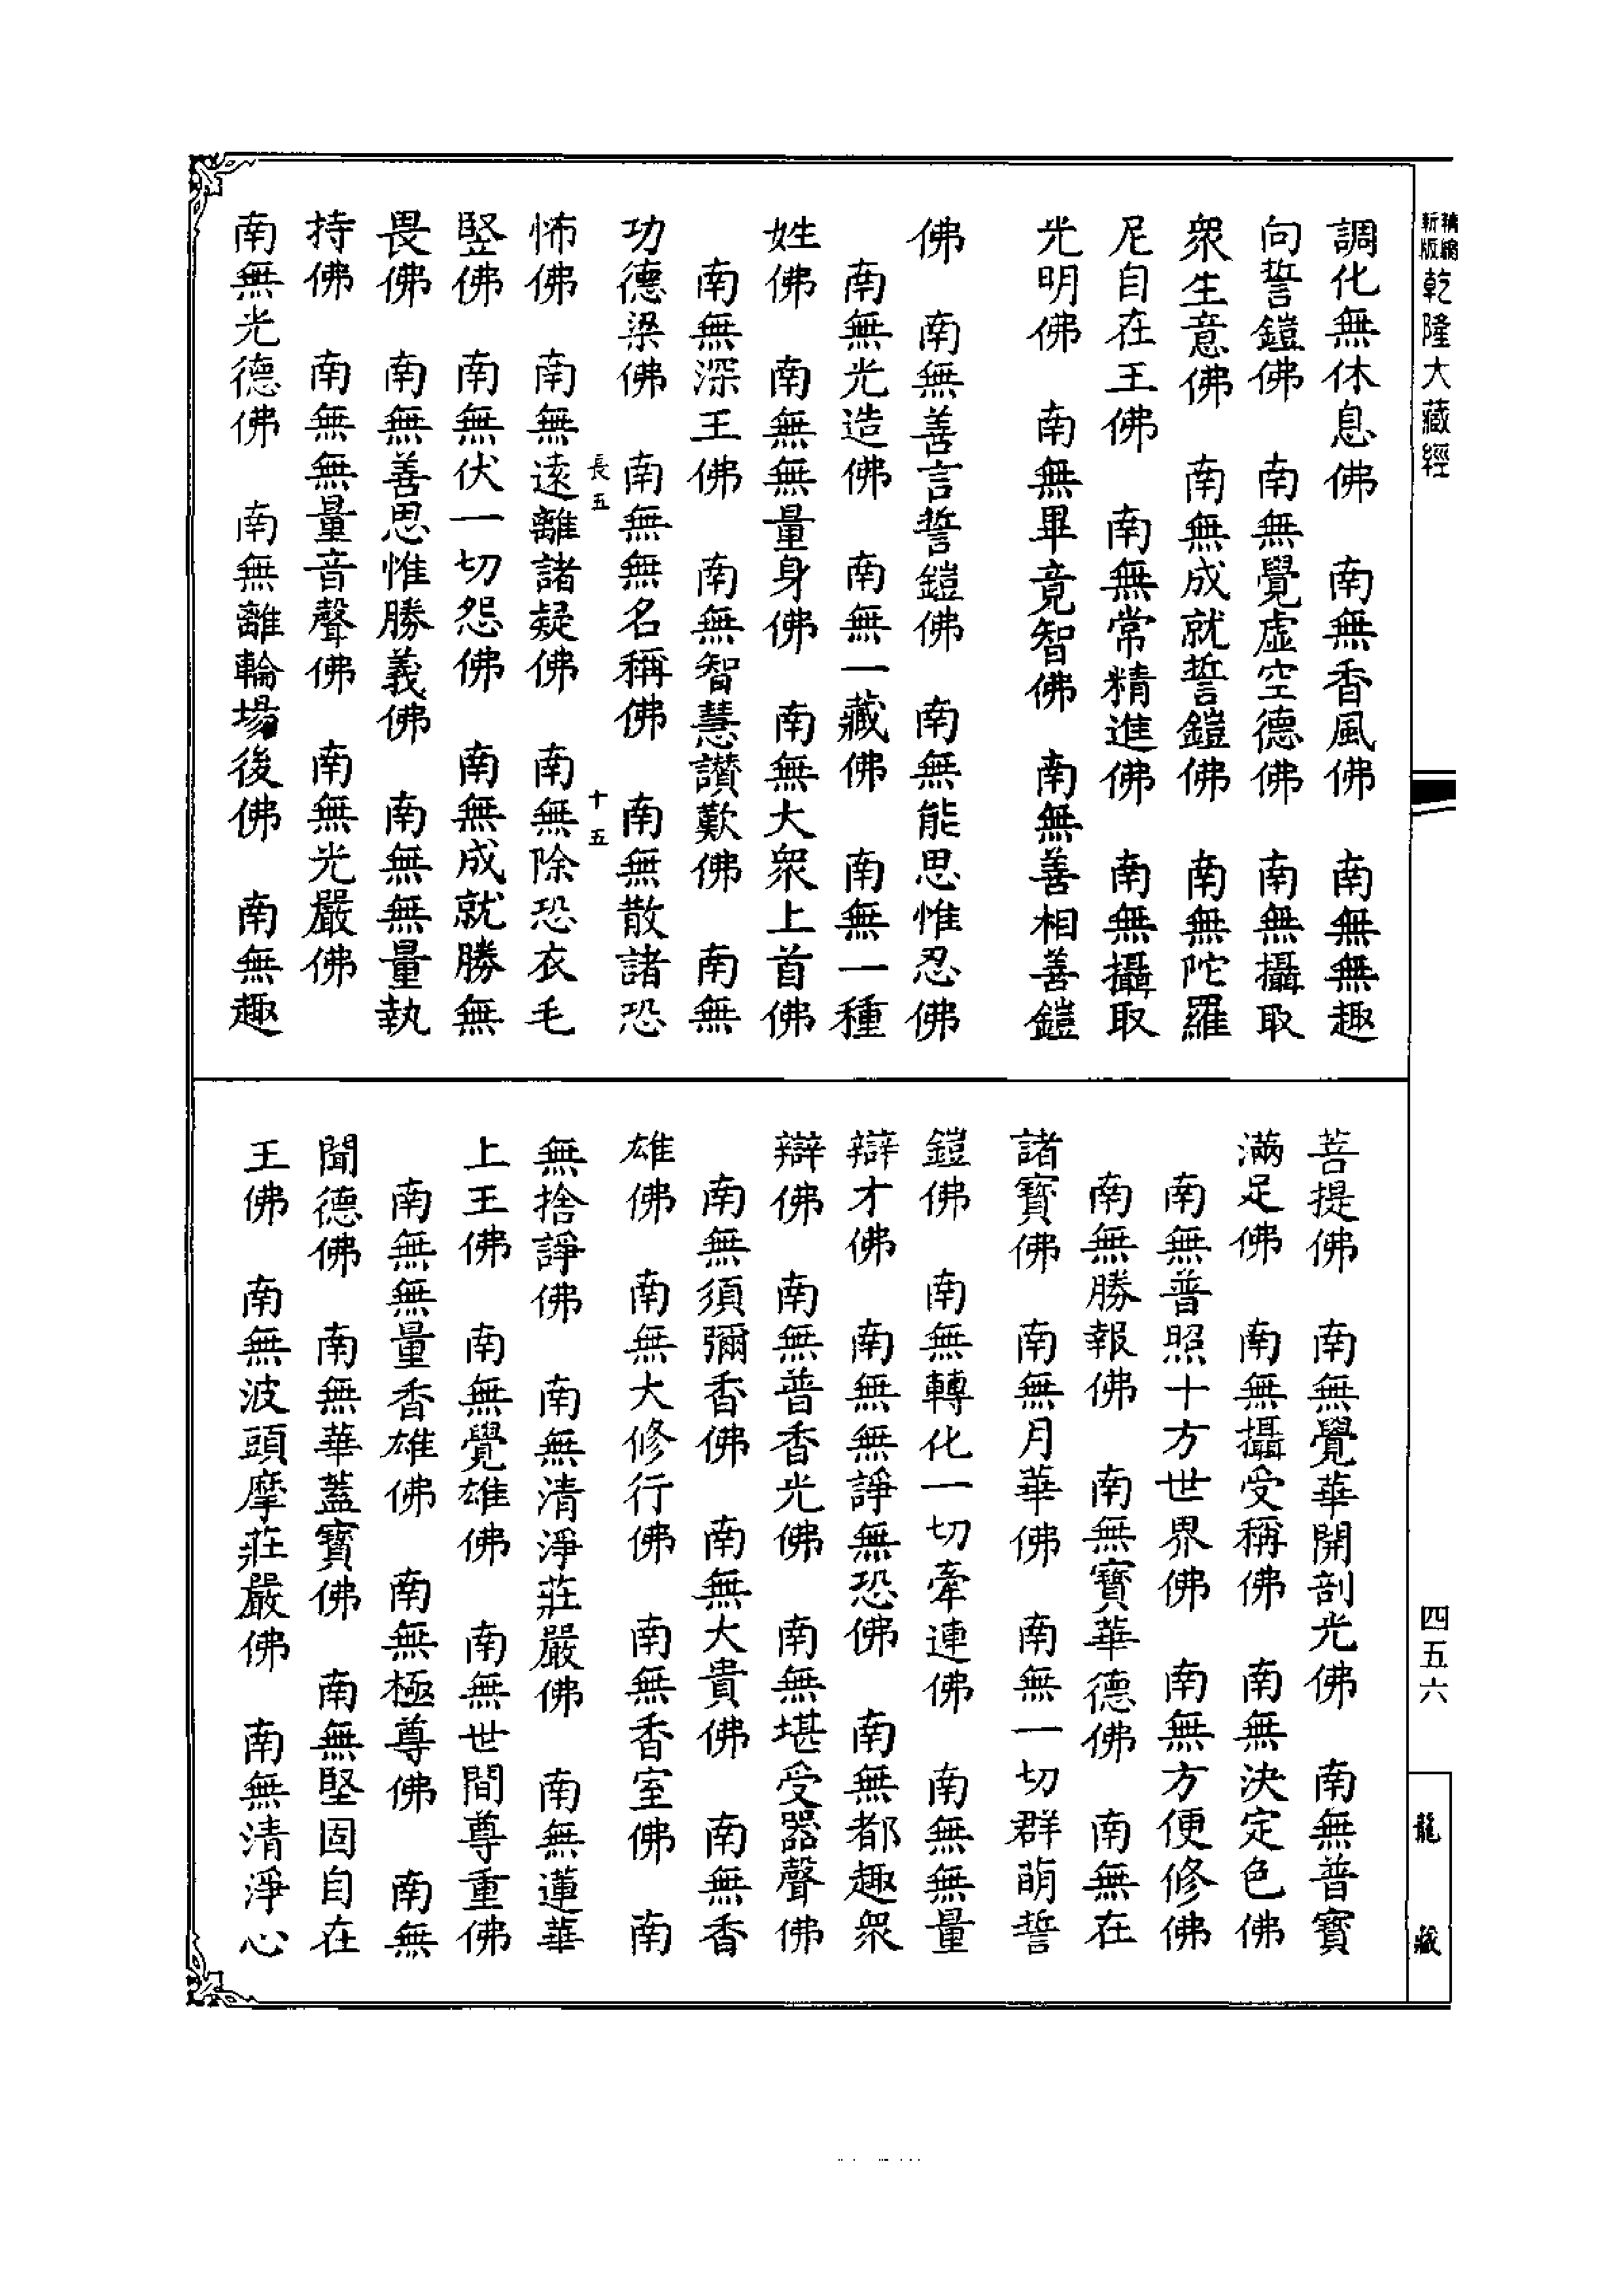 新版精縮乾隆大藏經
調化無休息佛　南無香風佛　南無無趣
向誓鎧佛　南無覺虛空德佛　南無攝取
眾生意佛　南無成就誓鎧佛　南無陀羅
尼自在王佛　南無常精進佛　南無攝取
光明佛　南無畢竟智佛　南無善相善鎧
佛　南無善言誓鎧佛　南無能思惟忍佛
南無光造佛　南無一藏佛　南無一種
姓佛　南無無量身佛　南無大眾上首佛
南無深王佛　南無智慧讚歎佛　南無
功德梁佛　南無無名稱佛　南無散諸恐
長五　十五
怖佛　南無遠離諸疑佛　南無除恐衣毛
竪佛　南無伏一切怨佛　南無成就勝無
畏佛　南無善思惟勝義佛　南無無量執
持佛　南無無量音聲佛　南無光嚴佛
南無光德佛　南無離輪場後佛　南無趣
菩提佛　南無覺華開剖光佛　南無普寶
滿足佛　南無攝受稱佛　南無決定色佛
南無普照十方世界佛　南無方便修佛
南無勝報佛　南無寶華德佛　南無在
諸寶佛　南無月華佛　南無一切群萌誓
鎧佛　南無轉化一切牽連佛　南無無量
辯才佛　南無無諍無恐佛　南無都趣眾
辯佛　南無普香光佛　南無堪受器聲佛
南無須彌香佛　南無大貴佛　南無香
雄佛　南無大修行佛　南無香室佛　南
無捨諍佛　南無清淨莊嚴佛　南無蓮華
上王佛　南無覺雄佛　南無世間尊重佛
南無無量香雄佛　南無極尊佛　南無
聞德佛　南無華蓋寶佛　南無堅固自在
王佛　南無波頭摩莊嚴佛　南無清淨心
四五六
龍藏